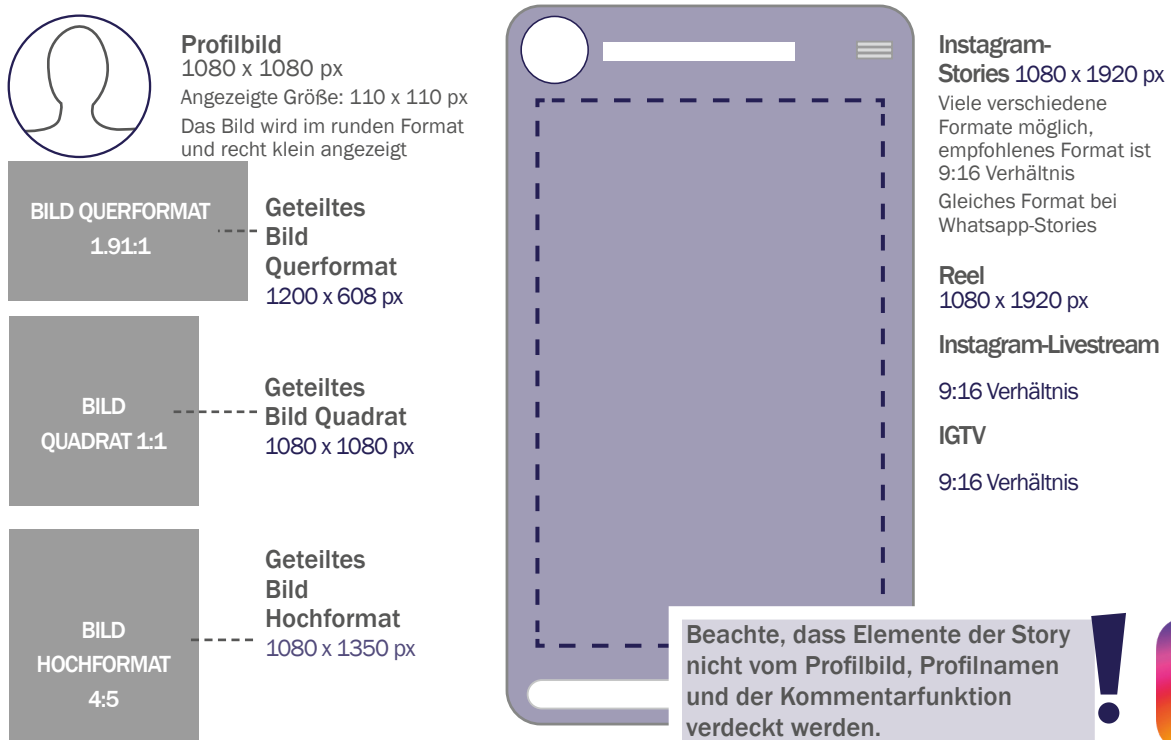 Profilbild
1080 x 1080 px
Angezeigte Größe: 110 x 110 px
Das Bild wird im runden Format
und recht klein angezeigt
BILD QUERFORMAT
1.91:1
Geteiltes
Bild
Querformat
1200 x 608 px
BILD
QUADRAT 1:1
Geteiltes
Bild Quadrat
1080 x 1080 px
BILD
HOCHFORMAT
4:5
Geteiltes
Bild
Hochformat
1080 x 1350 px
Instagram-
Stories 1080 x 1920 px
Viele verschiedene
Formate möglich,
empfohlenes Format ist
9:16 Verhältnis
Gleiches Format bei
Whatsapp-Stories
Reel
1080 x 1920 px
Instagram-Livestream
9:16 Verhältnis
IGTV
9:16 Verhältnis
Beachte, dass Elemente der Story
nicht vom Profilbild, Profilnamen
und der Kommentarfunktion
verdeckt werden.
!